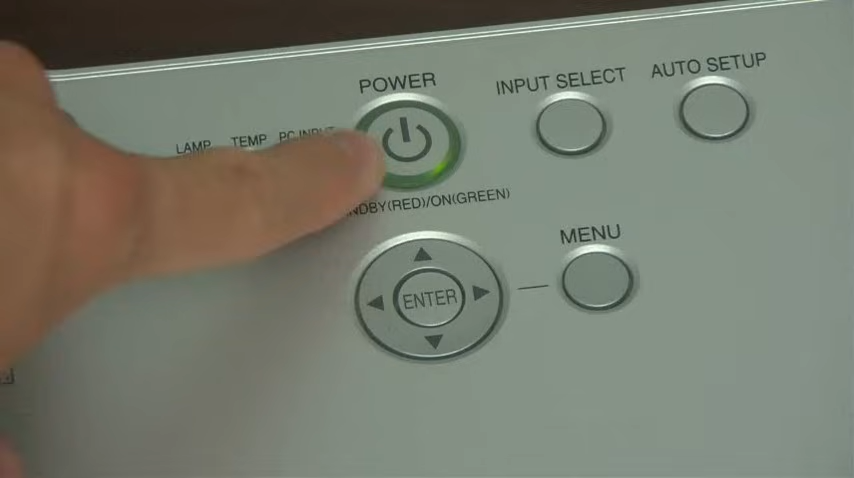 POWER
INPUT SELECT
AUTO SETUP
LAMP
TEMP
PC INPUT
NDBY(RED)/ON(GREEN)
MENU
ENTER